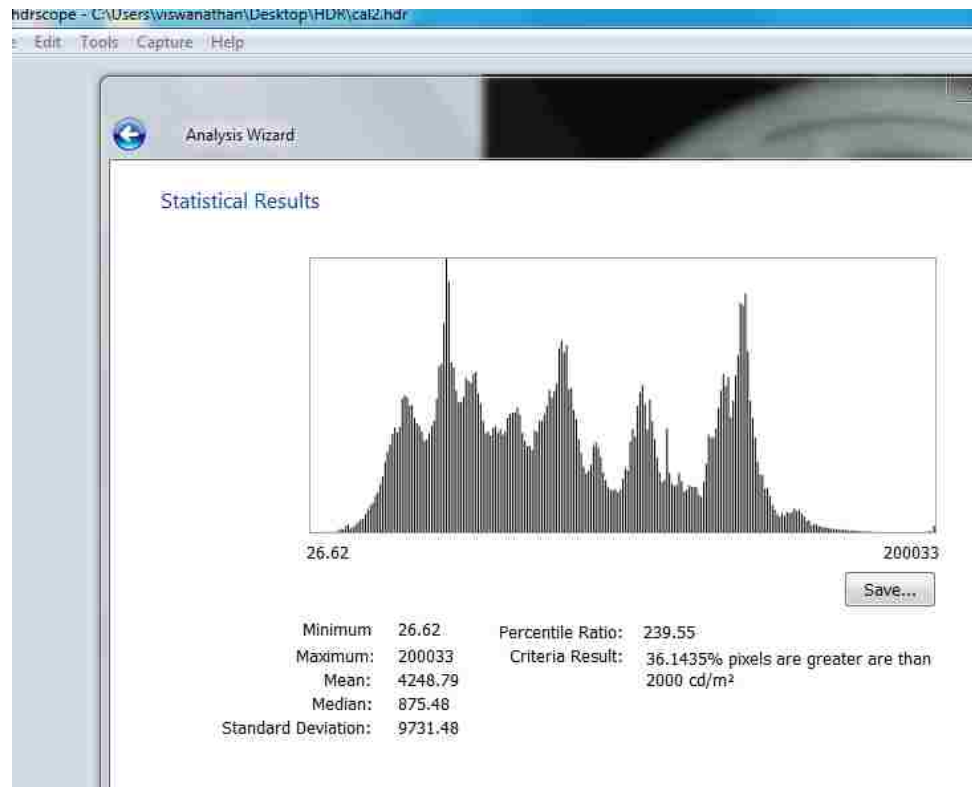 hdrscope - C:\Users\viswanathan\Desktop\HDR\cal2.hdr
Edit Tools Capture Help
Analysis Wizard
Statistical Results
26.62 200033
Save...
Minimum 26.62 Percentile Ratio: 239.55
Maximum: 200033 Criteria Result: 36.1435% pixels are greater are than
Mean: 4248.79 2000 cd/m²
Median: 875.48
Standard Deviation: 9731.48